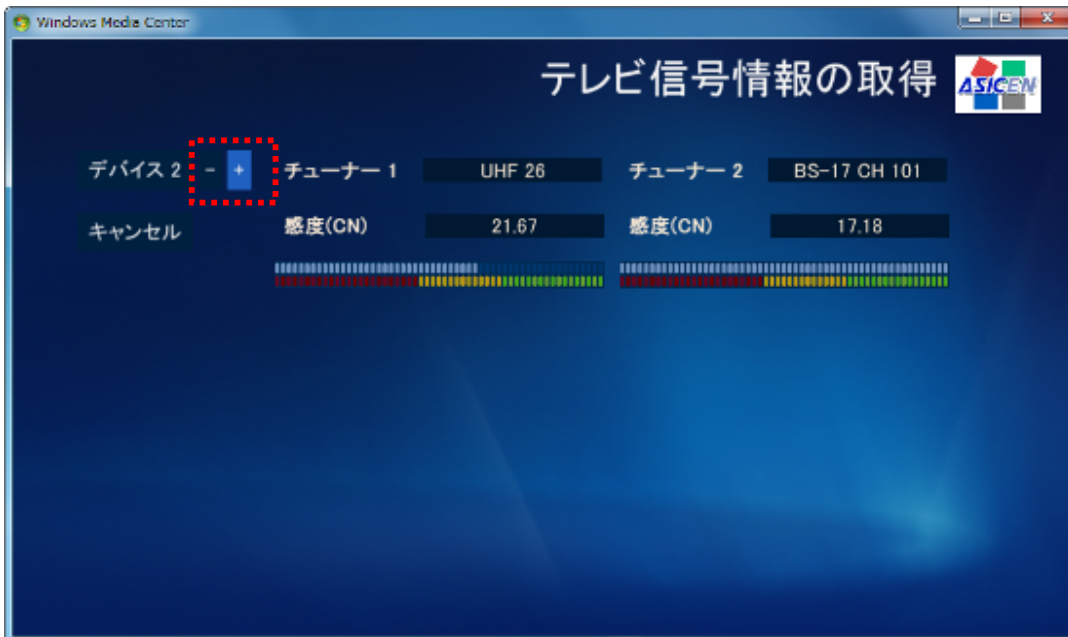 Windows Media Center
テレビ信号情報の取得
ASICEN
デバイス 2 - + チューナー 1 UHF 26 チューナー 2 BS-17 CH 101
キャンセル 感度(CN) 21.67 感度(CN) 17.18